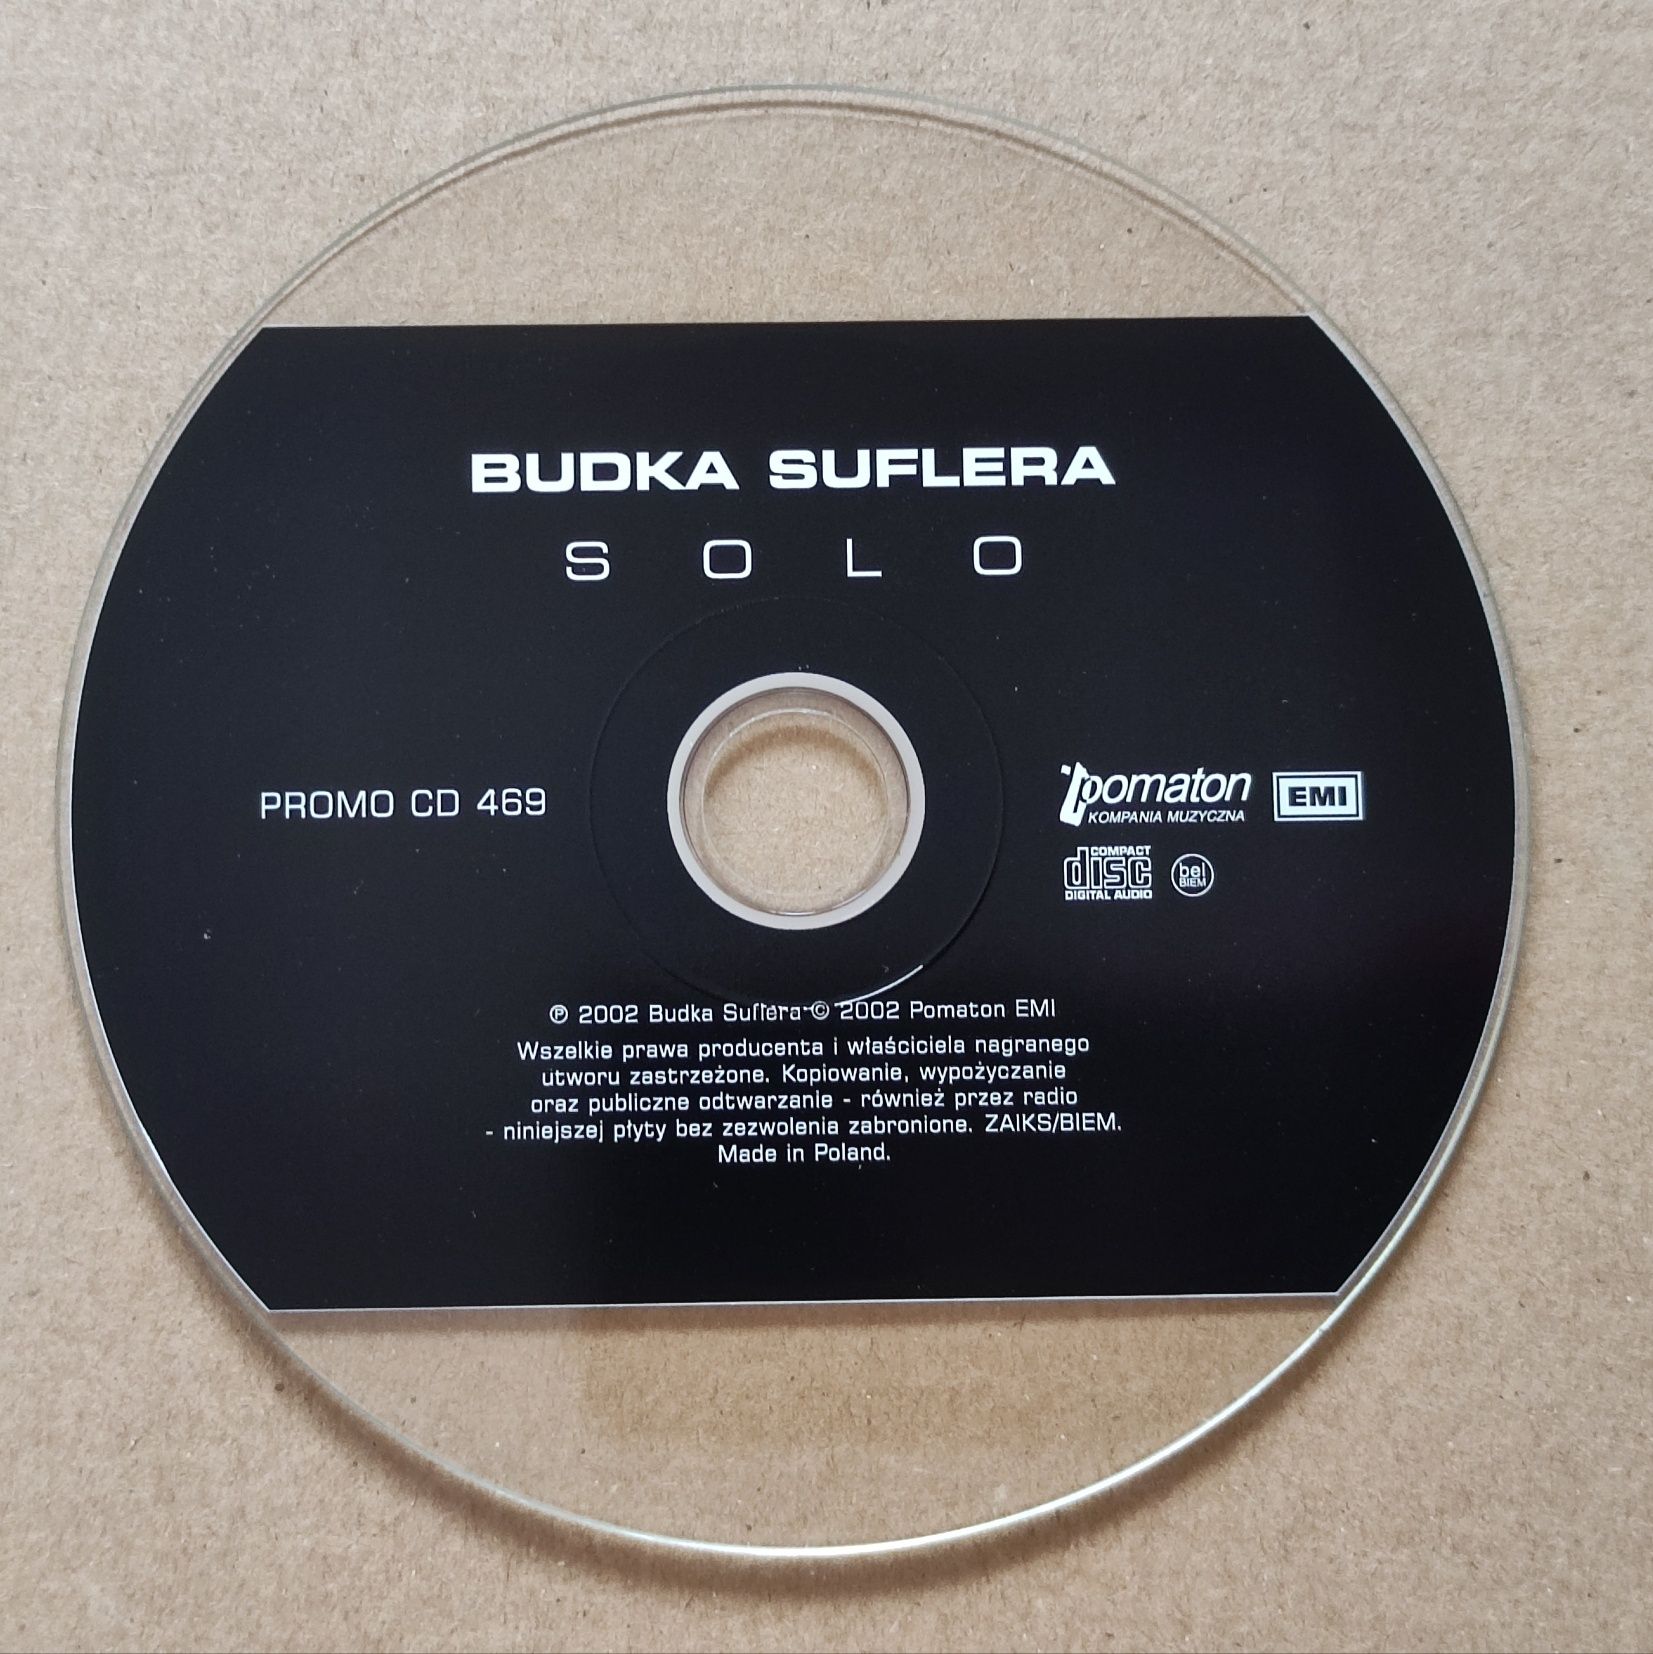 BUDKA SUFLERA
SOLO
PROMO CD 469
pomaton
KOMPANIA MUZYCZNA
EMI
COMPACT
disc
DIGITAL AUDIO
bel
BIEM
℗ 2002 Budka Suflera © 2002 Pomaton EMI
Wszelkie prawa producenta i właściciela nagranego
utworu zastrzeżone. Kopiowanie, wypożyczanie
oraz publiczne odtwarzanie - również przez radio
- niniejszej płyty bez zezwolenia zabronione. ZAIKS/BIEM.
Made in Poland.